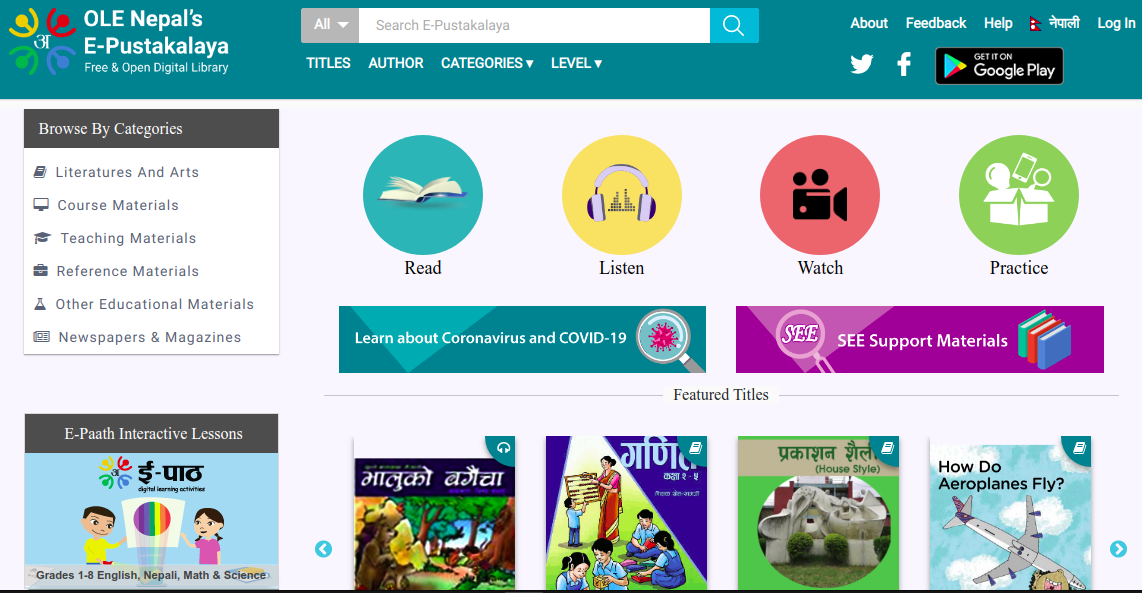 OLE Nepal's
E-Pustakalaya
Free & Open Digital Library
All
Search E-Pustakalaya
About
Feedback
Help
नेपाली
Log In
TITLES
AUTHOR
CATEGORIES
LEVEL
GET IT ON
Google Play
Browse By Categories
Literatures And Arts
Course Materials
Teaching Materials
Reference Materials
Other Educational Materials
Newspapers & Magazines
Read
Listen
Watch
Practice
Learn about Coronavirus and COVID-19
SEE
SEE Support Materials
Featured Titles
E-Paath Interactive Lessons
ई-पाठ
digital learning activities
Grades 1-8 English, Nepali, Math & Science
भालुको बगैंचा
कक्षा २-५
(House Style)
How Do
Aeroplanes Fly?